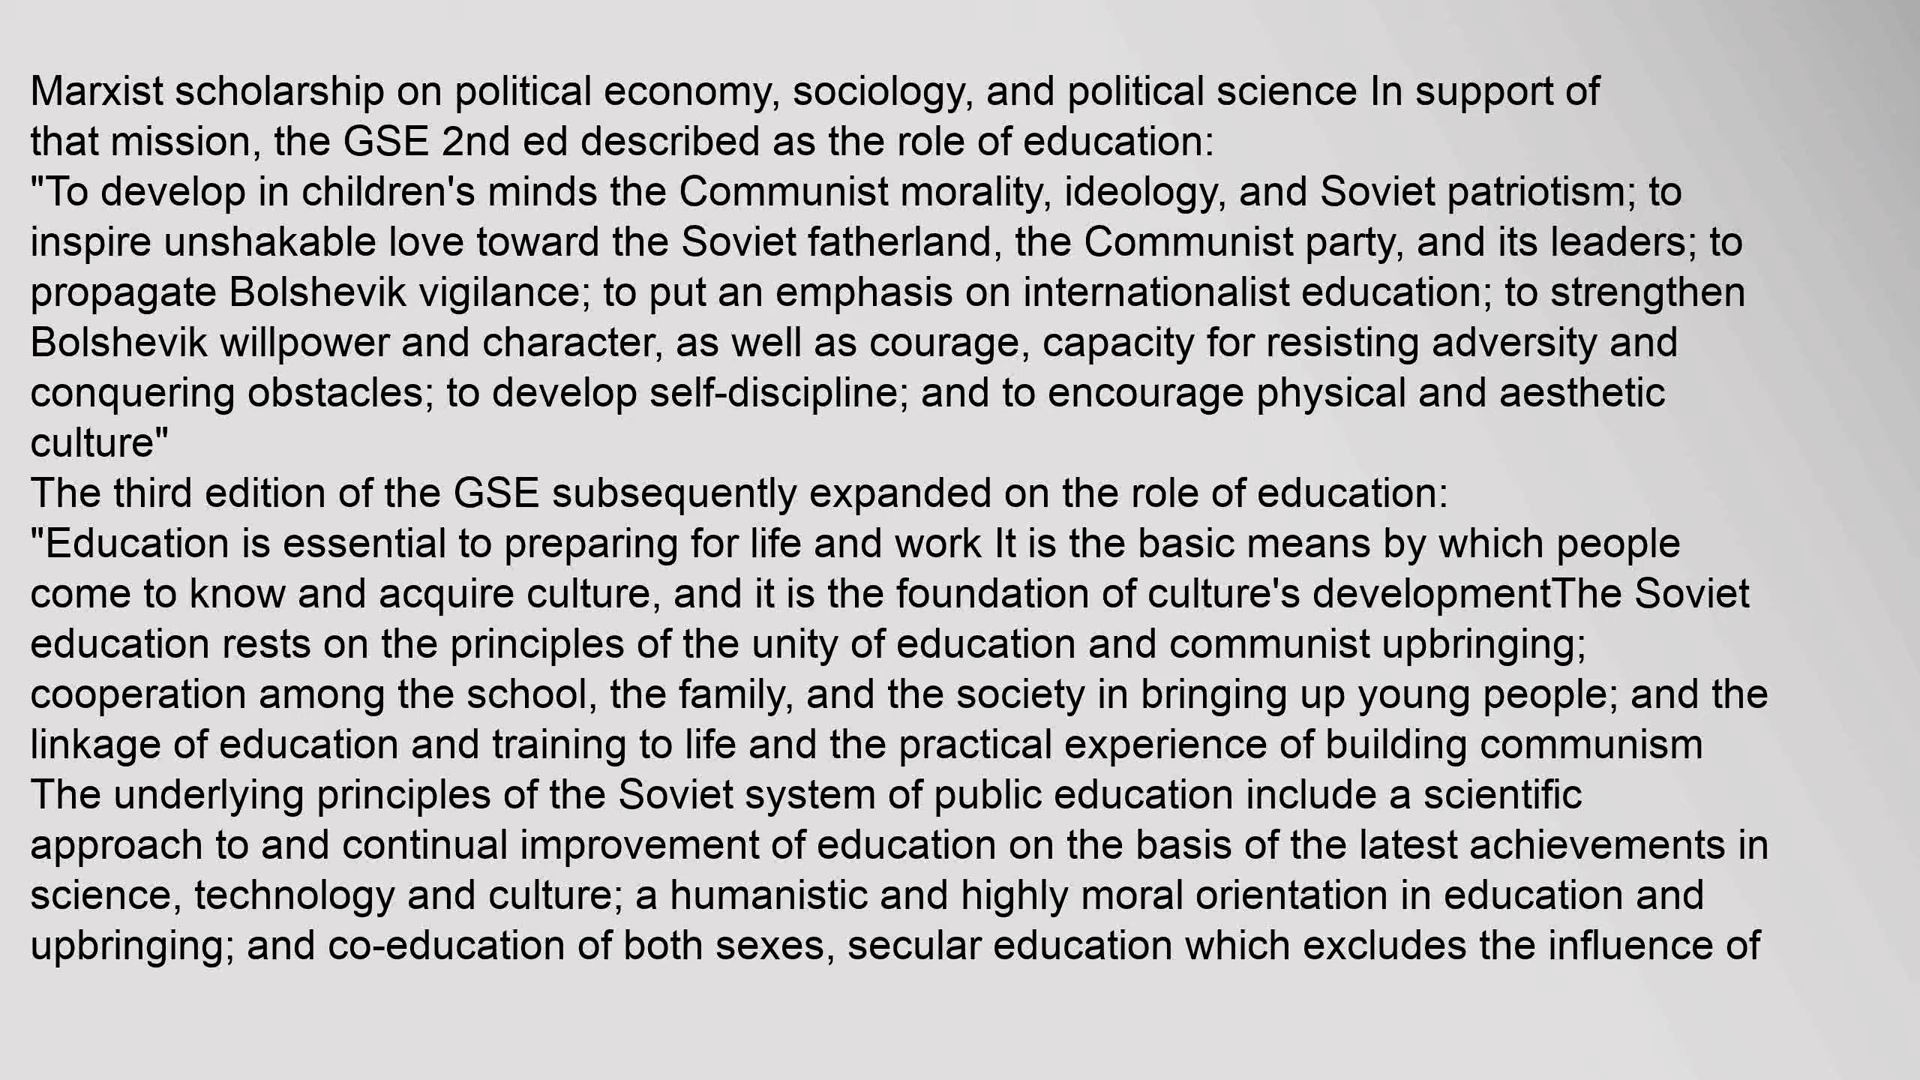 Marxist scholarship on political economy, sociology, and political science In support of
that mission, the GSE 2nd ed described as the role of education:
"To develop in children's minds the Communist morality, ideology, and Soviet patriotism; to
inspire unshakable love toward the Soviet fatherland, the Communist party, and its leaders; to
propagate Bolshevik vigilance; to put an emphasis on internationalist education; to strengthen
Bolshevik willpower and character, as well as courage, capacity for resisting adversity and
conquering obstacles; to develop self-discipline; and to encourage physical and aesthetic
culture"
The third edition of the GSE subsequently expanded on the role of education:
"Education is essential to preparing for life and work It is the basic means by which people
come to know and acquire culture, and it is the foundation of culture's developmentThe Soviet
education rests on the principles of the unity of education and communist upbringing;
cooperation among the school, the family, and the society in bringing up young people; and the
linkage of education and training to life and the practical experience of building communism
The underlying principles of the Soviet system of public education include a scientific
approach to and continual improvement of education on the basis of the latest achievements in
science, technology and culture; a humanistic and highly moral orientation in education and
upbringing; and co-education of both sexes, secular education which excludes the influence of